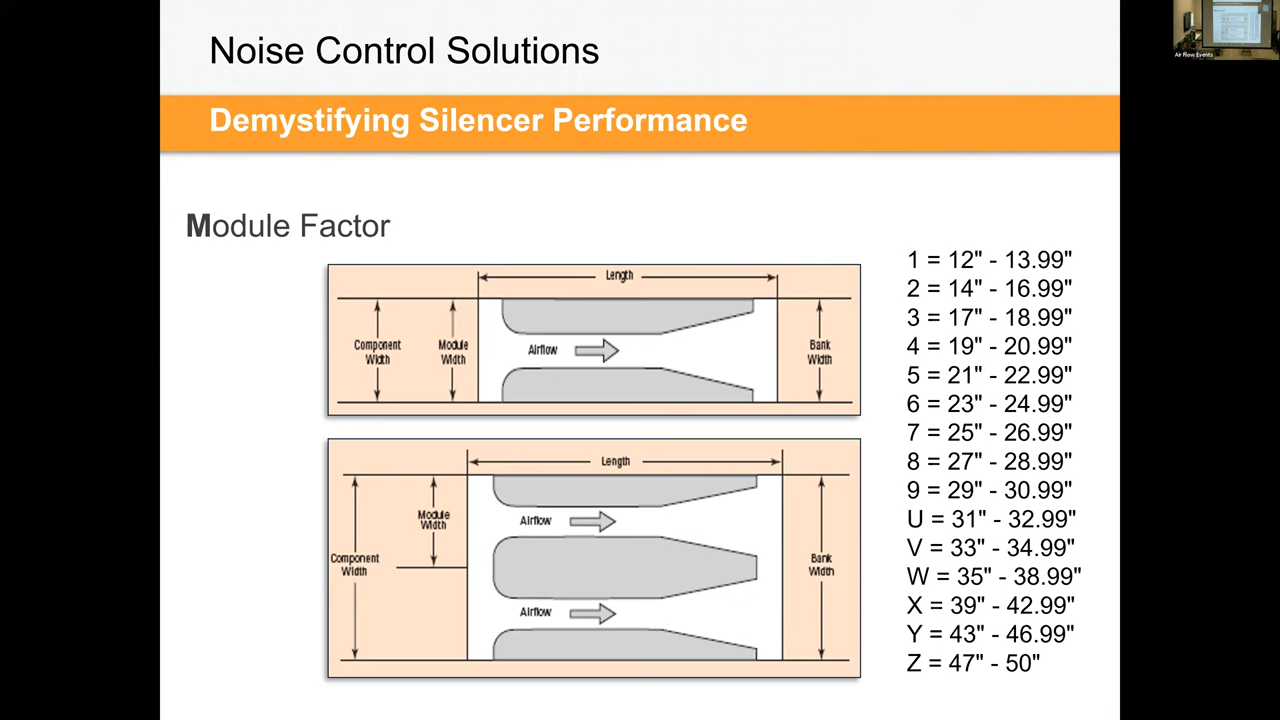 Noise Control Solutions
Air Flow Events
Demystifying Silencer Performance
Module Factor
Length
Component
Width
Module
Width
Airflow
Bank
Width
Length
Module
Width
Airflow
Component
Width
Bank
Width
Airflow
1 = 12" - 13.99"
2 = 14" - 16.99"
3 = 17" - 18.99"
4 = 19" - 20.99"
5 = 21" - 22.99"
6 = 23" - 24.99"
7 = 25" - 26.99"
8 = 27" - 28.99"
9 = 29" - 30.99"
U = 31" - 32.99"
V = 33" - 34.99"
W = 35" - 38.99"
X = 39" - 42.99"
Y = 43" - 46.99"
Z = 47" - 50"